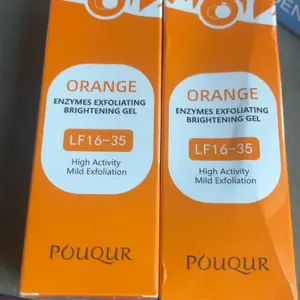 ORANGE
ENZYMES EXFOLIATING
BRIGHTENING GEL
LF16-35
High Activity
Mild Exfoliation
POUQUR
ORANGE
ENZYMES EXFOLIATING
BRIGHTENING GEL
LF16-35
High Activity
Mild Exfoliation
POUQUR